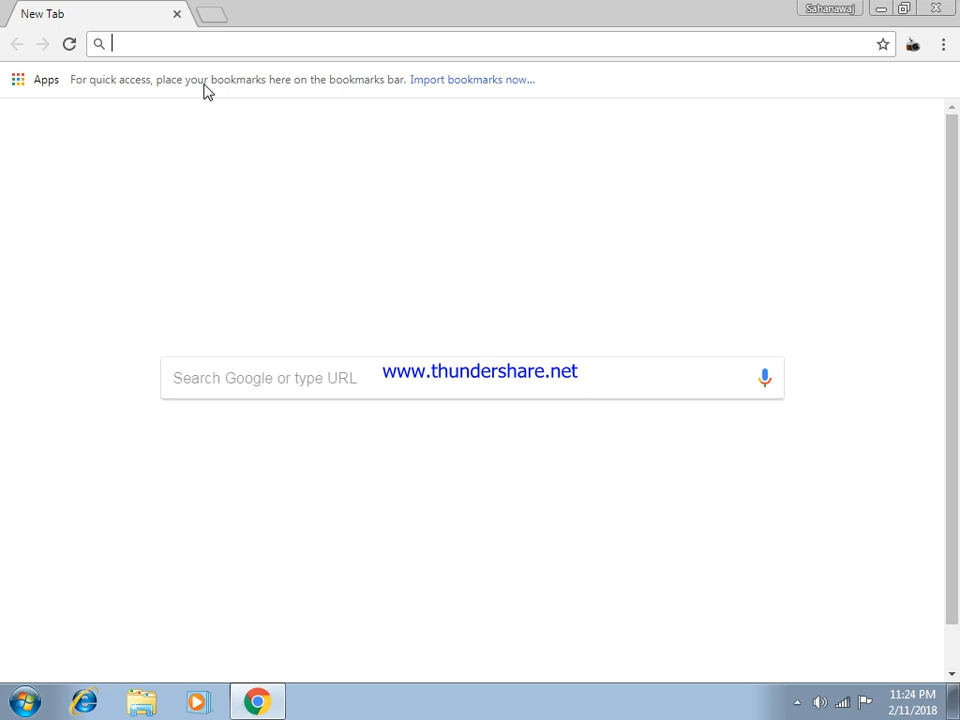 New Tab
Sahanawaj
Apps For quick access, place your bookmarks here on the bookmarks bar. Import bookmarks now...
Search Google or type URL
www.thundershare.net
11:24 PM
2/11/2018